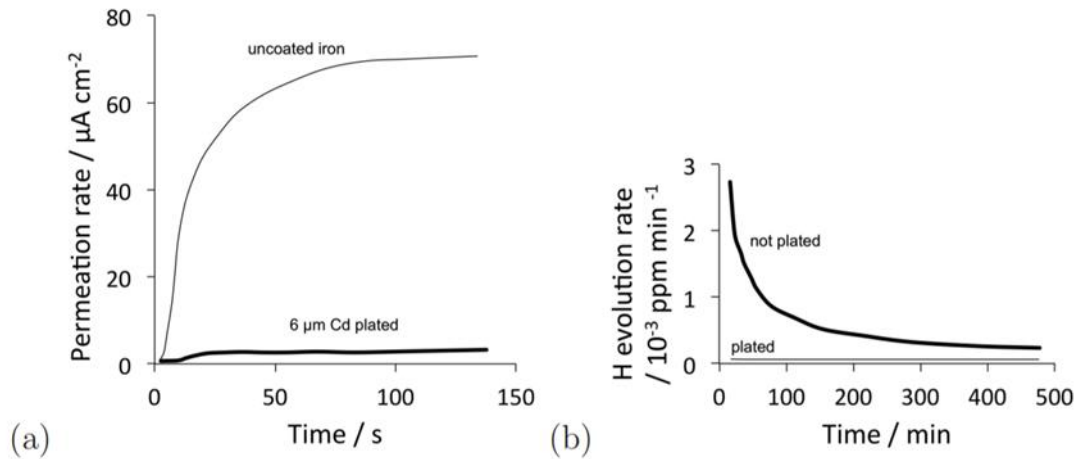 80
60
40
20
0
Permeation rate / µA cm-2
uncoated iron
6 µm Cd plated
0 50 100 150
Time / s
(a)
3
2
1
0
H evolution rate
/ 10-3 ppm min -1
not plated
plated
0 100 200 300 400 500
Time / min
(b)